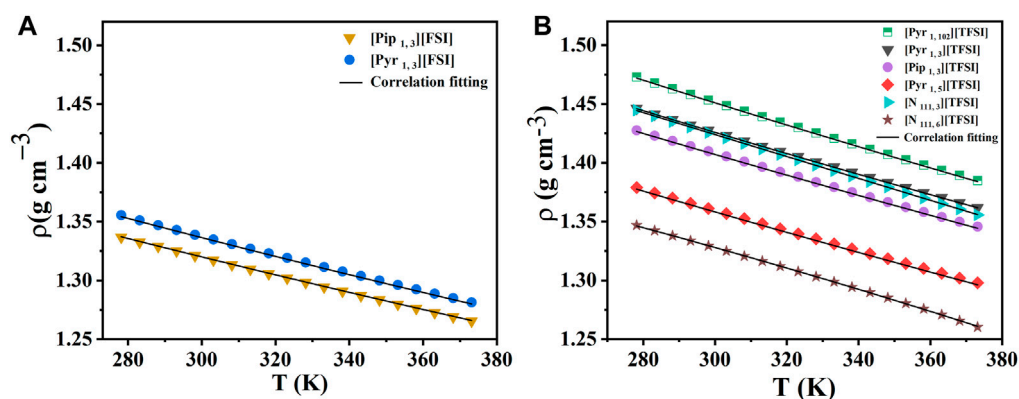 A
[Pip 1, 3][FSI]
[Pyr 1,3][FSI]
Correlation fitting
1.50
1.45
1.40
1.35
1.30
1.25
280
300
320
340
360
380
T (K)
ρ(g cm−3)
B
[Pyr 1,102][TFSI]
[Pyr 1,3][TFSI]
[Pip 1,3][TFSI]
[Pyr 1,5][TFSI]
[N 111,3][TFSI]
[N 111,6][TFSI]
Correlation fitting
1.50
1.45
1.40
1.35
1.30
1.25
280
300
320
340
360
380
T (K)
ρ (g cm-3)